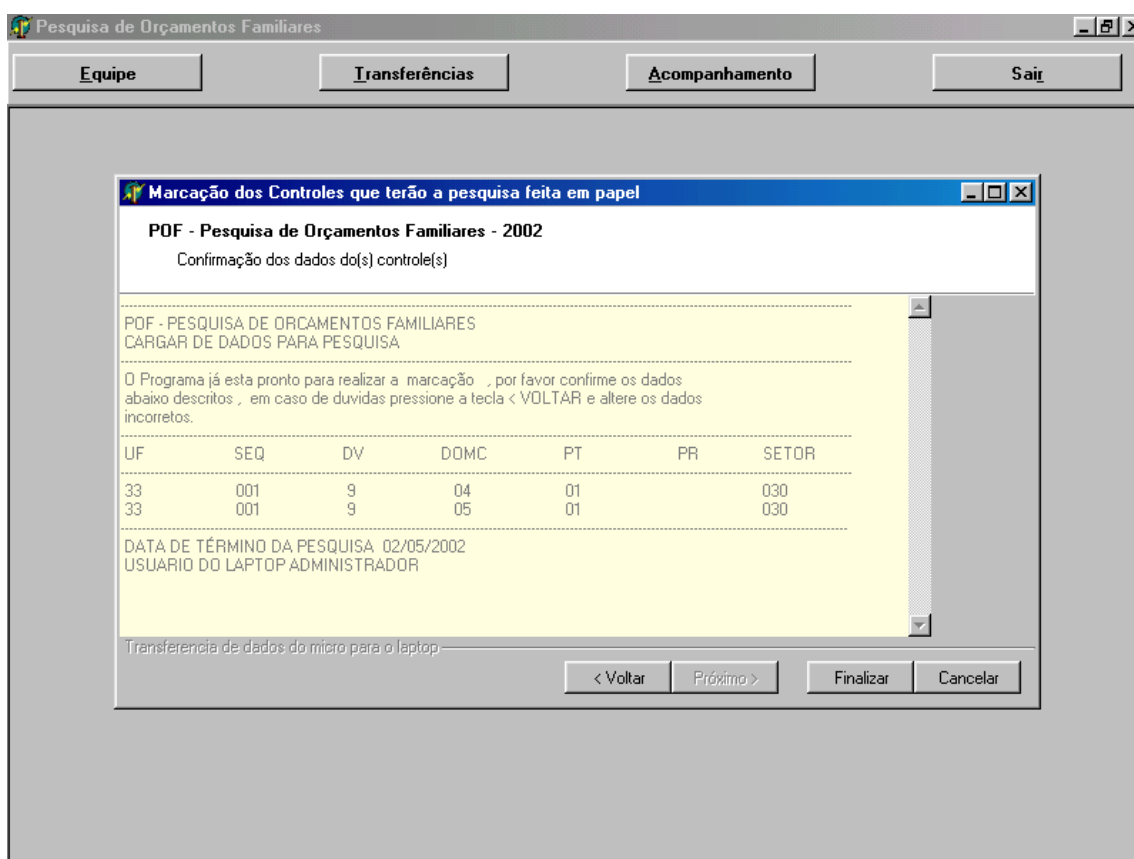 Pesquisa de Orçamentos Familiares
Equipe Transferências Acompanhamento Sair
Marcação dos Controles que terão a pesquisa feita em papel
POF - Pesquisa de Orçamentos Familiares - 2002
Confirmação dos dados do(s) controle(s)
POF - PESQUISA DE ORCAMENTOS FAMILIARES
CARGAR DE DADOS PARA PESQUISA
O Programa já esta pronto para realizar a marcação , por favor confirme os dados
abaixo descritos , em caso de duvidas pressione a tecla < VOLTAR e altere os dados
incorretos.
UF SEQ DV DOMC PT PR SETOR
33 001 9 04 01 030
33 001 9 05 01 030
DATA DE TÉRMINO DA PESQUISA 02/05/2002
USUARIO DO LAPTOP ADMINISTRADOR
Transferencia de dados do micro para o laptop
< Voltar Próximo > Finalizar Cancelar